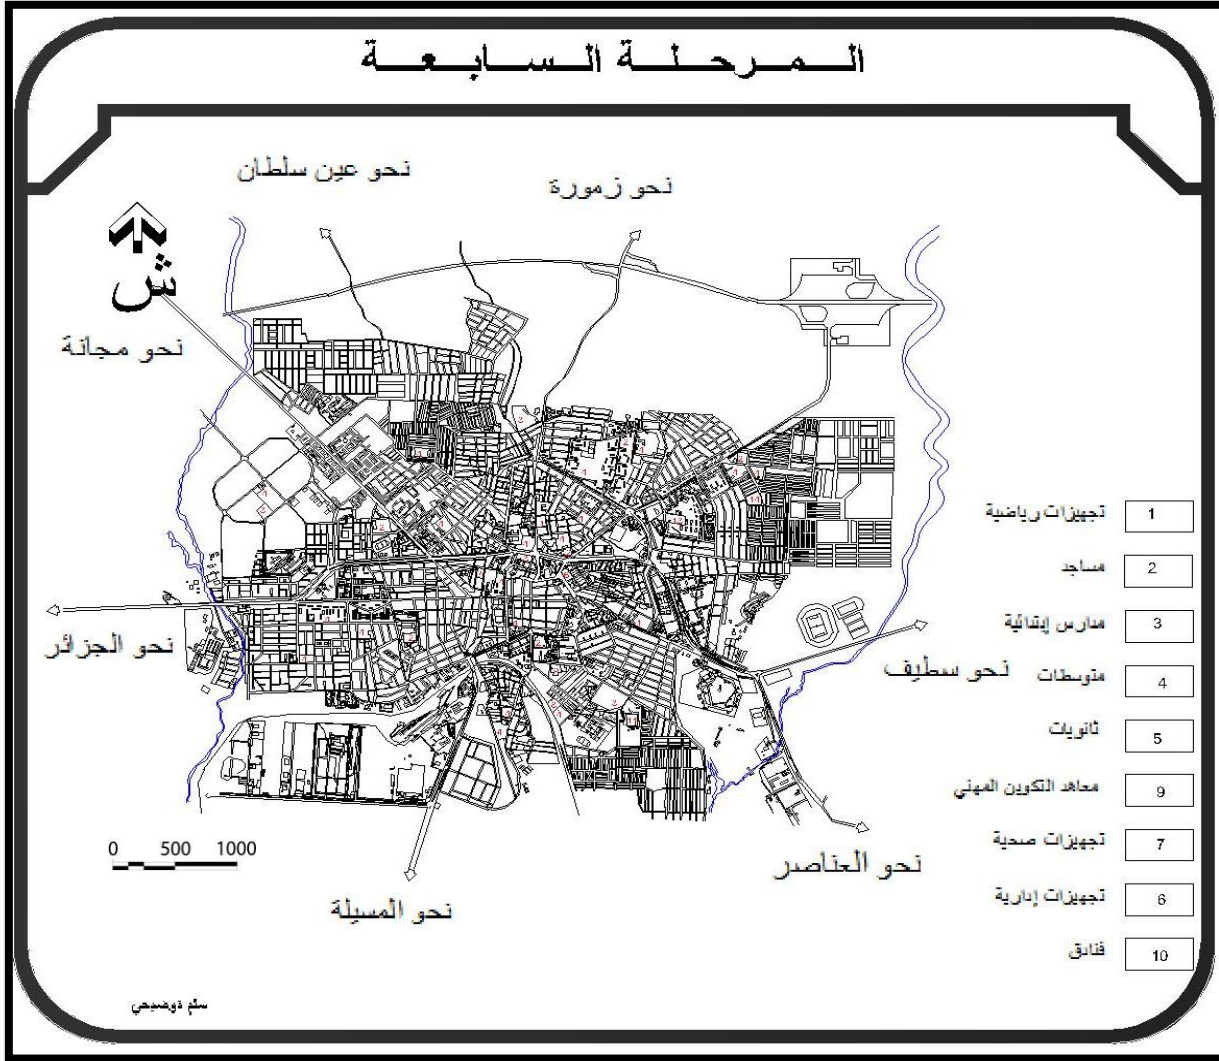 الـمـرحـلـة الـسـابـعـة
نحو عين سلطان
نحو زمورة
ش
نحو مجانة
تجهيزات رياضية 1
مساجد 2
مدارس إبتدائية 3
نحو الجزائر
نحو سطيف
متوسطات 4
ثانويات 5
معاهد التكوين المهني 9
تجهيزات صحية 7
0 500 1000
نحو العناصر
تجهيزات إدارية 6
نحو المسيلة
فنادق 10
سلم توضيحي